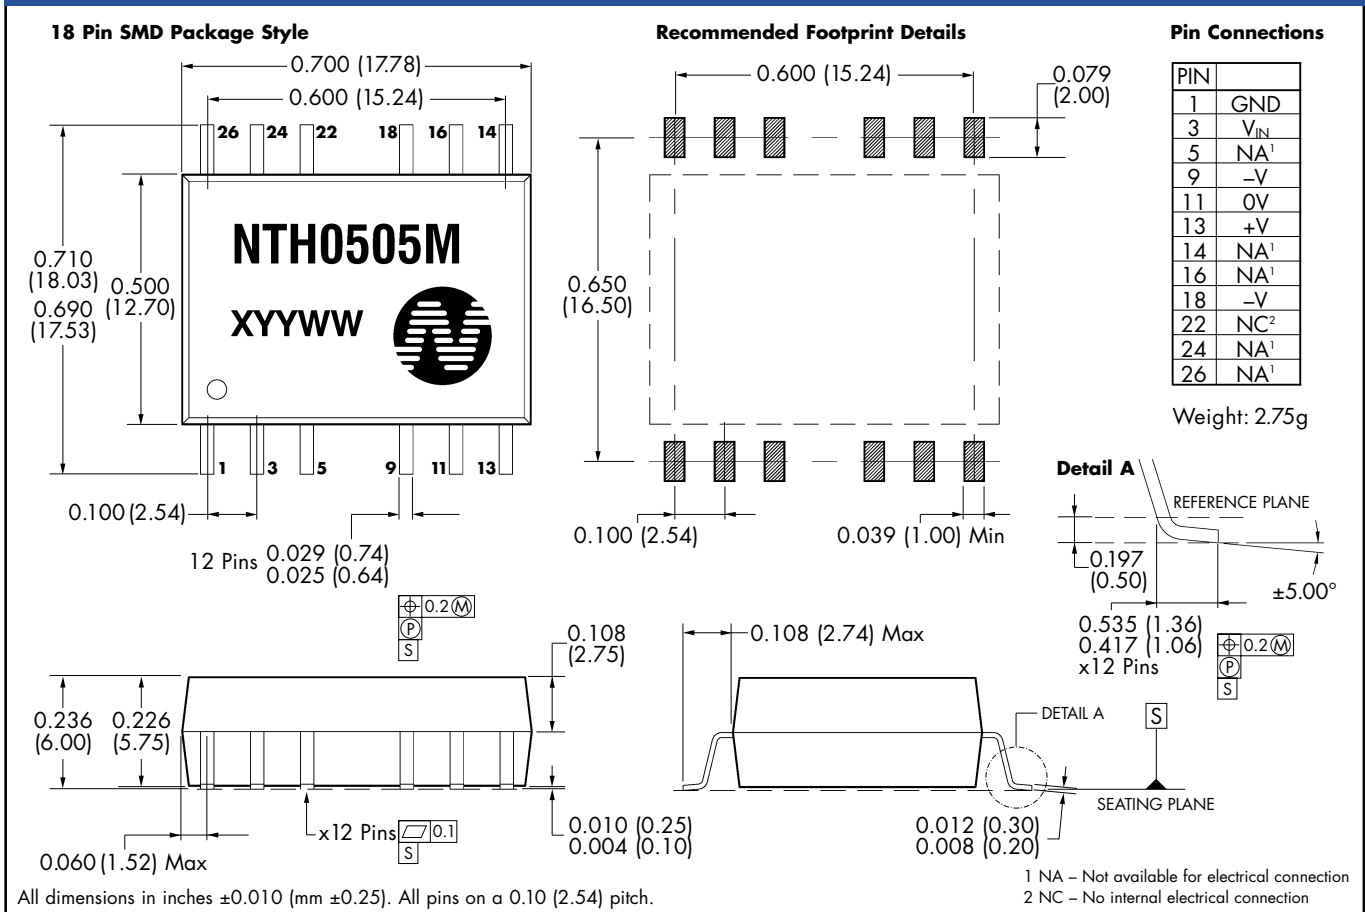 18 Pin SMD Package Style
0.700 (17.78)
0.600 (15.24)
26 24 22 18 16 14
NTH0505M
XYYWW
0.710
(18.03)
0.690
(17.53)
0.500
(12.70)
1 3 5 9 11 13
0.100 (2.54)
12 Pins 0.029 (0.74)
0.025 (0.64)
Recommended Footprint Details
0.600 (15.24)
0.079
(2.00)
0.650
(16.50)
0.100 (2.54)
0.039 (1.00) Min
Pin Connections
PIN
1 GND
3 VIN
5 NA¹
9 –V
11 0V
13 +V
14 NA¹
16 NA¹
18 –V
22 NC²
24 NA¹
26 NA¹
Weight: 2.75g
Detail A
REFERENCE PLANE
0.197
(0.50)
±5.00°
0.535 (1.36)
0.417 (1.06)
x12 Pins
⌖ 0.2 Ⓜ
Ⓟ
S
⌖ 0.2 Ⓜ
Ⓟ
S
0.108
(2.75)
0.236
(6.00)
0.226
(5.75)
x12 Pins ⏥ 0.1
S
0.060 (1.52) Max
0.010 (0.25)
0.004 (0.10)
0.108 (2.74) Max
DETAIL A
S
SEATING PLANE
0.012 (0.30)
0.008 (0.20)
1 NA – Not available for electrical connection
2 NC – No internal electrical connection
All dimensions in inches ±0.010 (mm ±0.25). All pins on a 0.10 (2.54) pitch.